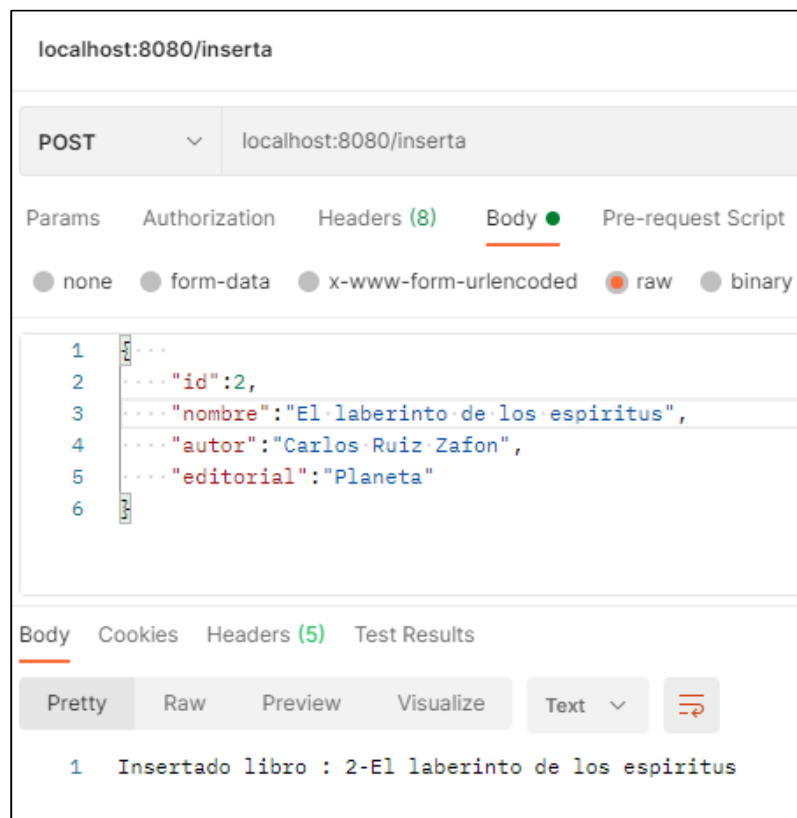 localhost:8080/inserta
POST localhost:8080/inserta
Params Authorization Headers (8) Body Pre-request Script
none form-data x-www-form-urlencoded raw binary
1 {
2 "id":2,
3 "nombre":"El laberinto de los espiritus",
4 "autor":"Carlos Ruiz Zafon",
5 "editorial":"Planeta"
6 }
Body Cookies Headers (5) Test Results
Pretty Raw Preview Visualize Text
1 Insertado libro : 2-El laberinto de los espiritus